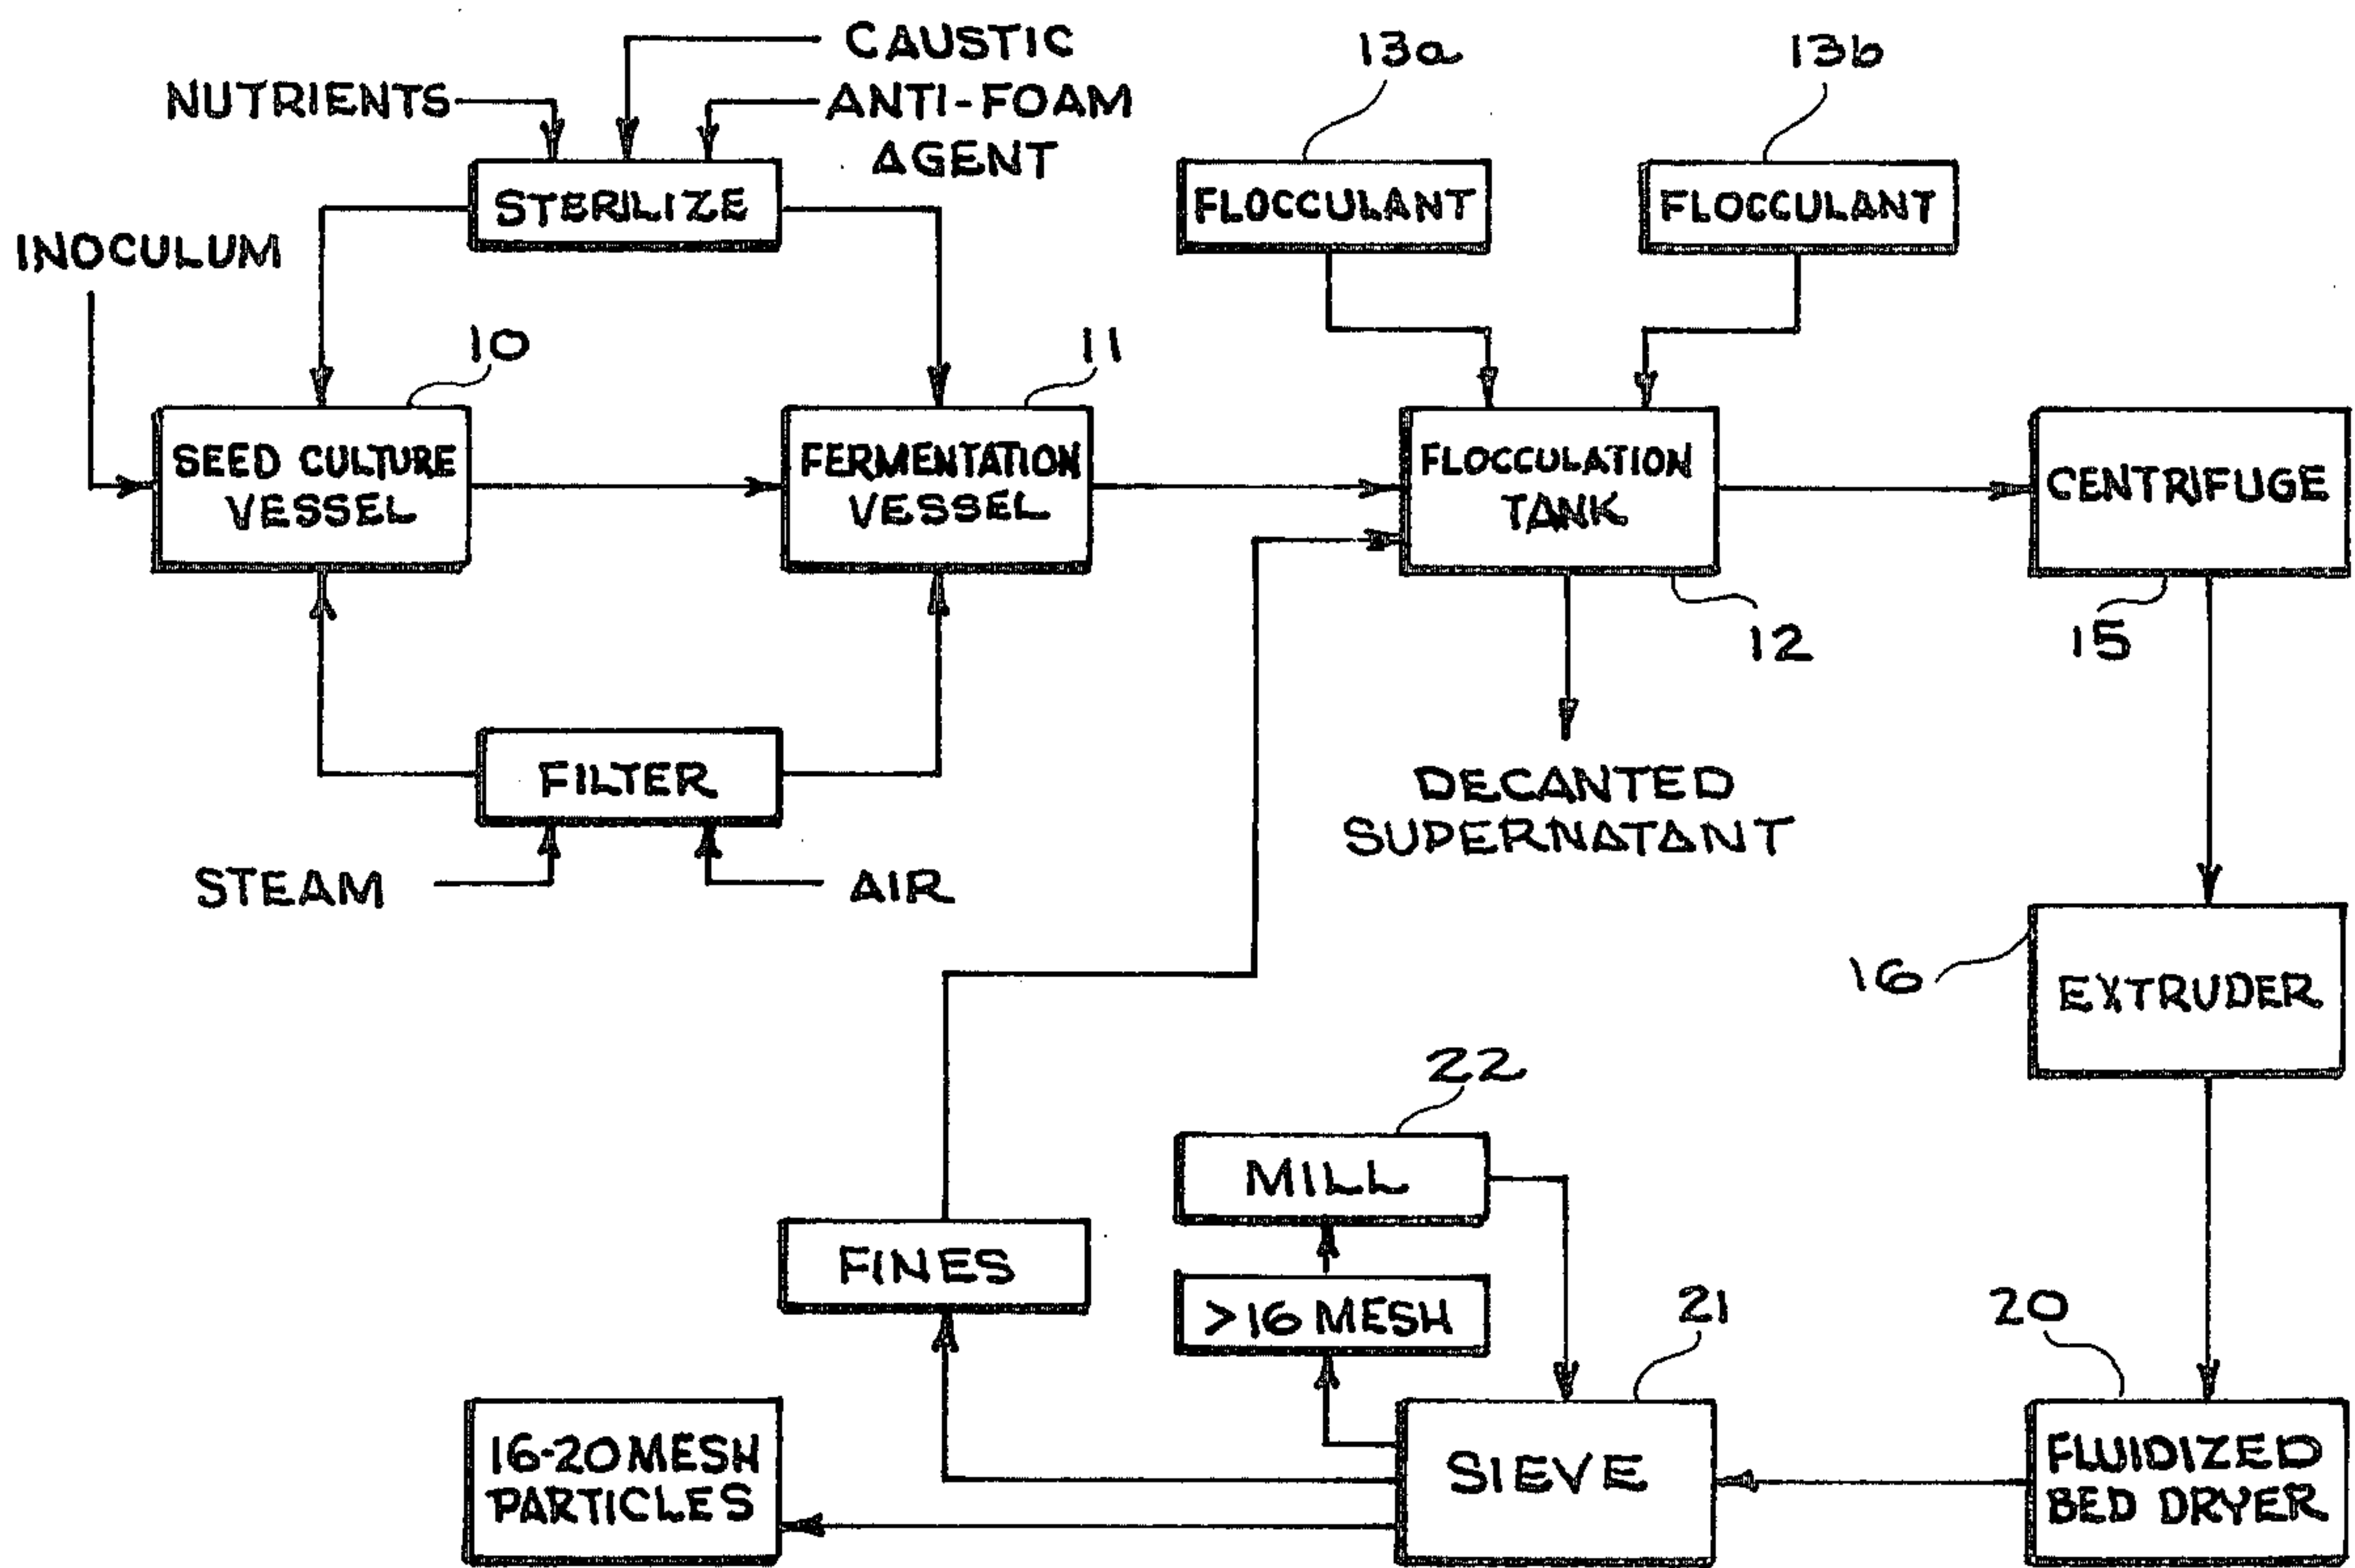 CAUSTIC
NUTRIENTS
ANTI-FOAM
AGENT
13a
13b
STERILIZE
FLOCCULANT
FLOCCULANT
INOCULUM
10
11
SEED CULTURE
VESSEL
FERMENTATION
VESSEL
FLOCCULATION
TANK
CENTRIFUGE
12
15
FILTER
DECANTED
SUPERNATANT
STEAM
AIR
16
EXTRUDER
22
MILL
FINES
>16 MESH
21
20
16-20 MESH
PARTICLES
SIEVE
FLUIDIZED
BED DRYER